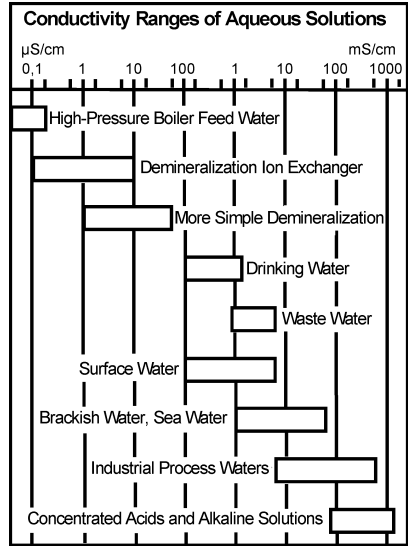 Conductivity Ranges of Aqueous Solutions
µS/cm mS/cm
0,1 1 10 100 1 10 100 1000
High-Pressure Boiler Feed Water
Demineralization Ion Exchanger
More Simple Demineralization
Drinking Water
Waste Water
Surface Water
Brackish Water, Sea Water
Industrial Process Waters
Concentrated Acids and Alkaline Solutions